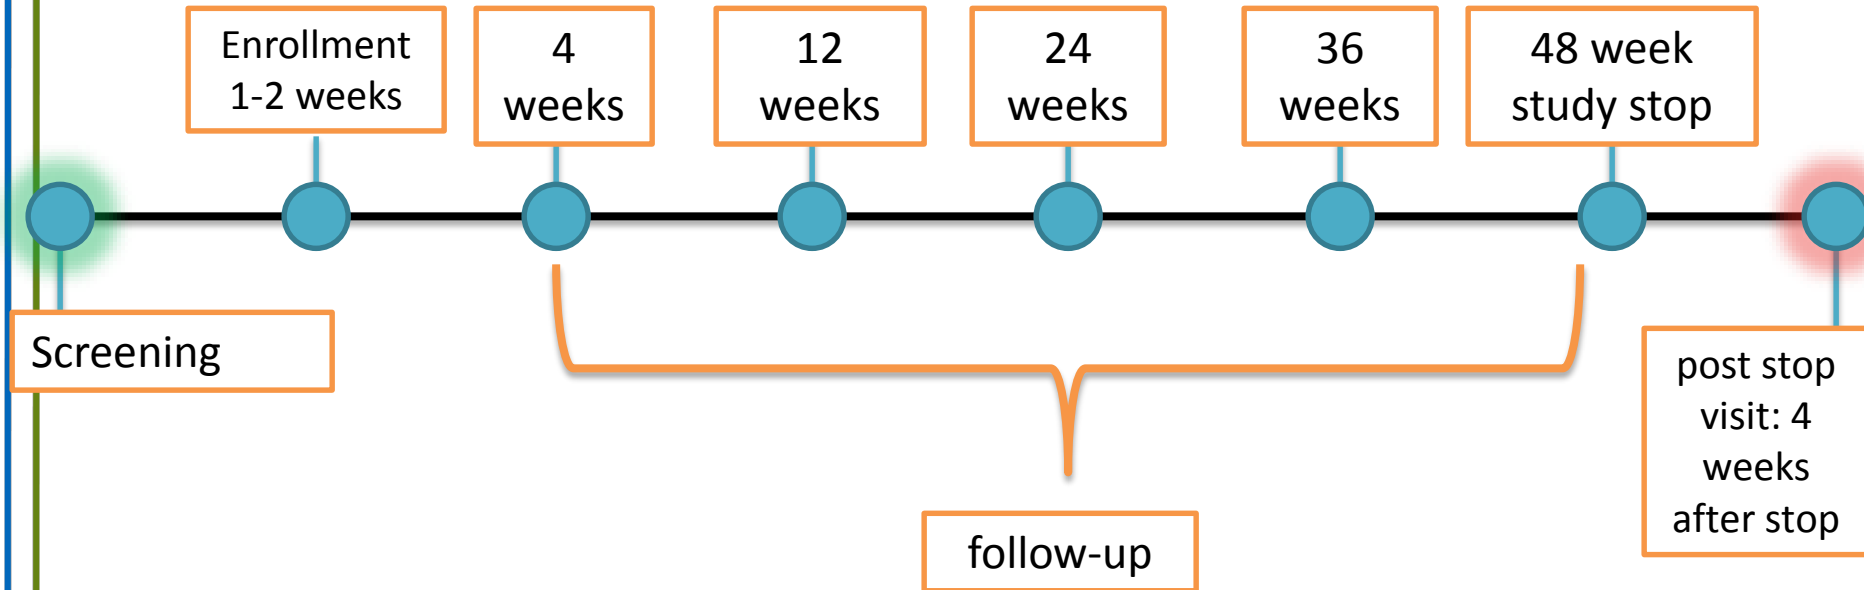 Enrollment
1-2 weeks
4
weeks
12
weeks
24
weeks
36
weeks
48 week
study stop
Screening
post stop
visit: 4
weeks
after stop
follow-up